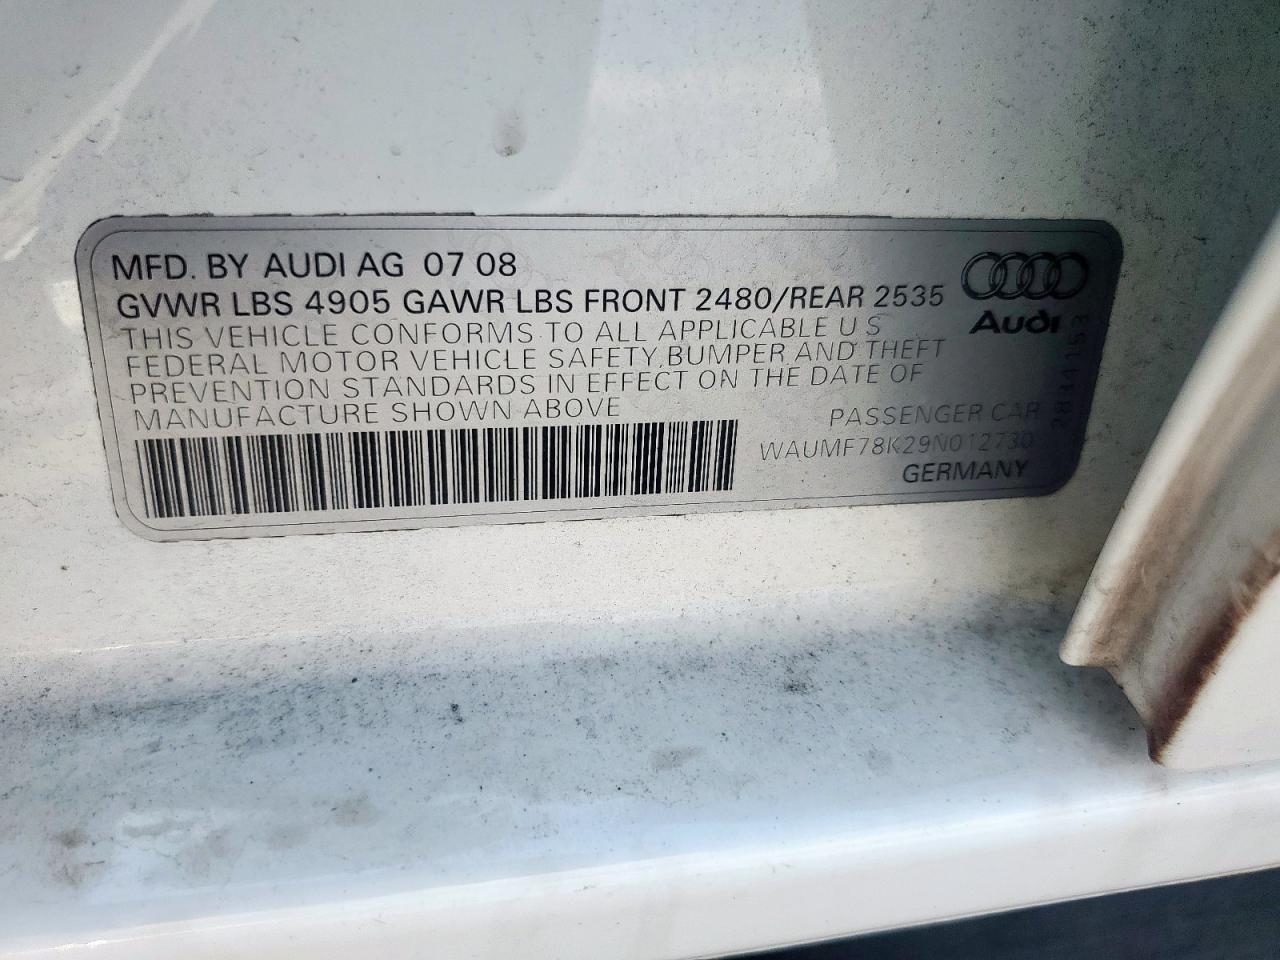 MFD. BY AUDI AG 07 08
GVWR LBS 4905 GAWR LBS FRONT 2480/REAR 2535
THIS VEHICLE CONFORMS TO ALL APPLICABLE U S
FEDERAL MOTOR VEHICLE SAFETY,BUMPER AND THEFT
PREVENTION STANDARDS IN EFFECT ON THE DATE OF
MANUFACTURE SHOWN ABOVE
PASSENGER CAR
WAUMF78K29N012730
GERMANY
Audi